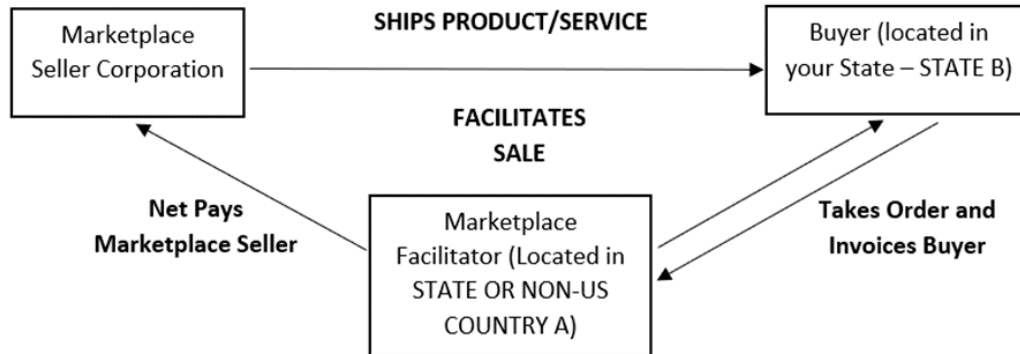 SHIPS PRODUCT/SERVICE
Marketplace
Seller Corporation
Buyer (located in
your State – STATE B)
FACILITATES
SALE
Net Pays
Marketplace Seller
Marketplace
Facilitator (Located in
STATE OR NON-US
COUNTRY A)
Takes Order and
Invoices Buyer